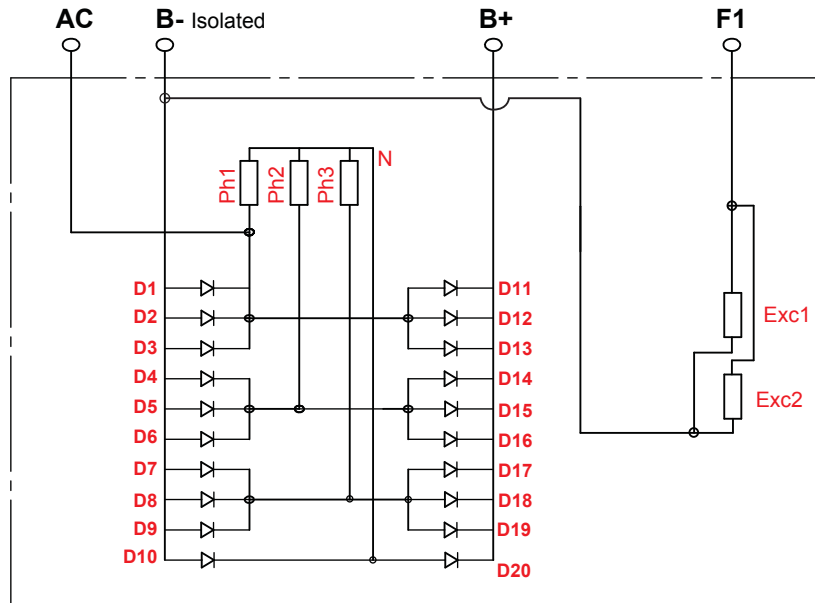 AC B- Isolated B+ F1
Ph1 Ph2 Ph3 N
D1 D11
D2 D12
Exc1
D3 D13
D4 D14
Exc2
D5 D15
D6 D16
D7 D17
D8 D18
D9 D19
D10 D20